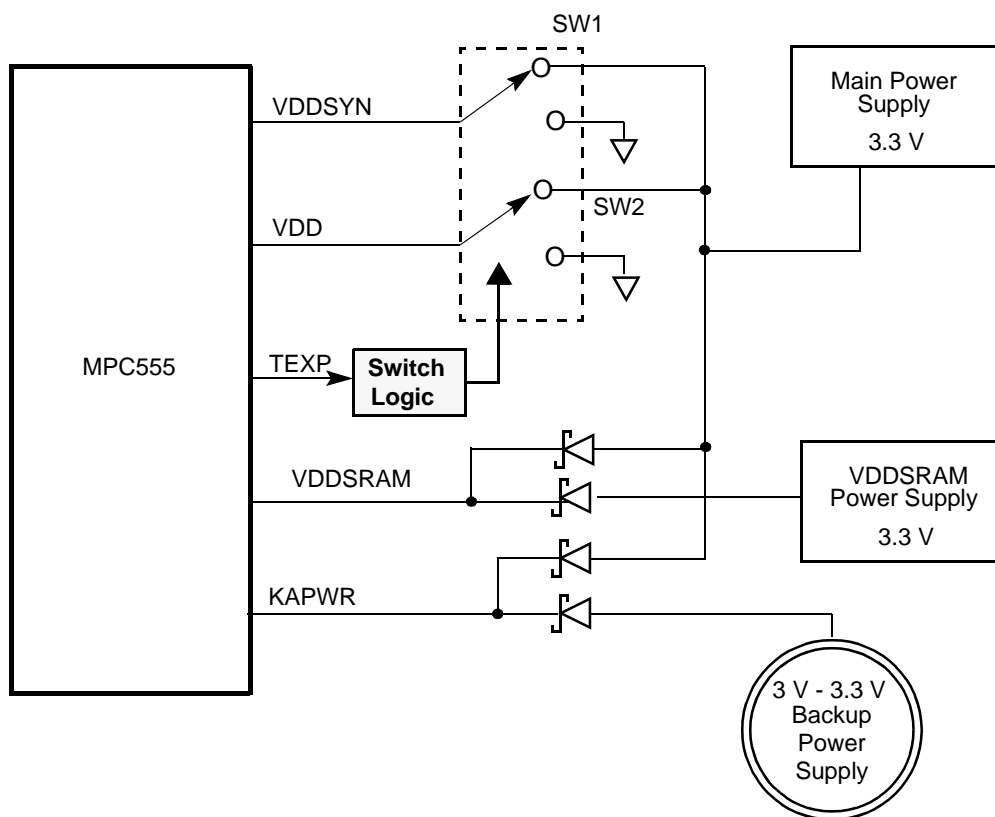 SW1
Main Power
Supply
3.3 V
VDDSYN
SW2
VDD
MPC555
TEXP
Switch
Logic
VDDSRAM
VDDSRAM
Power Supply
3.3 V
KAPWR
3 V - 3.3 V
Backup
Power
Supply